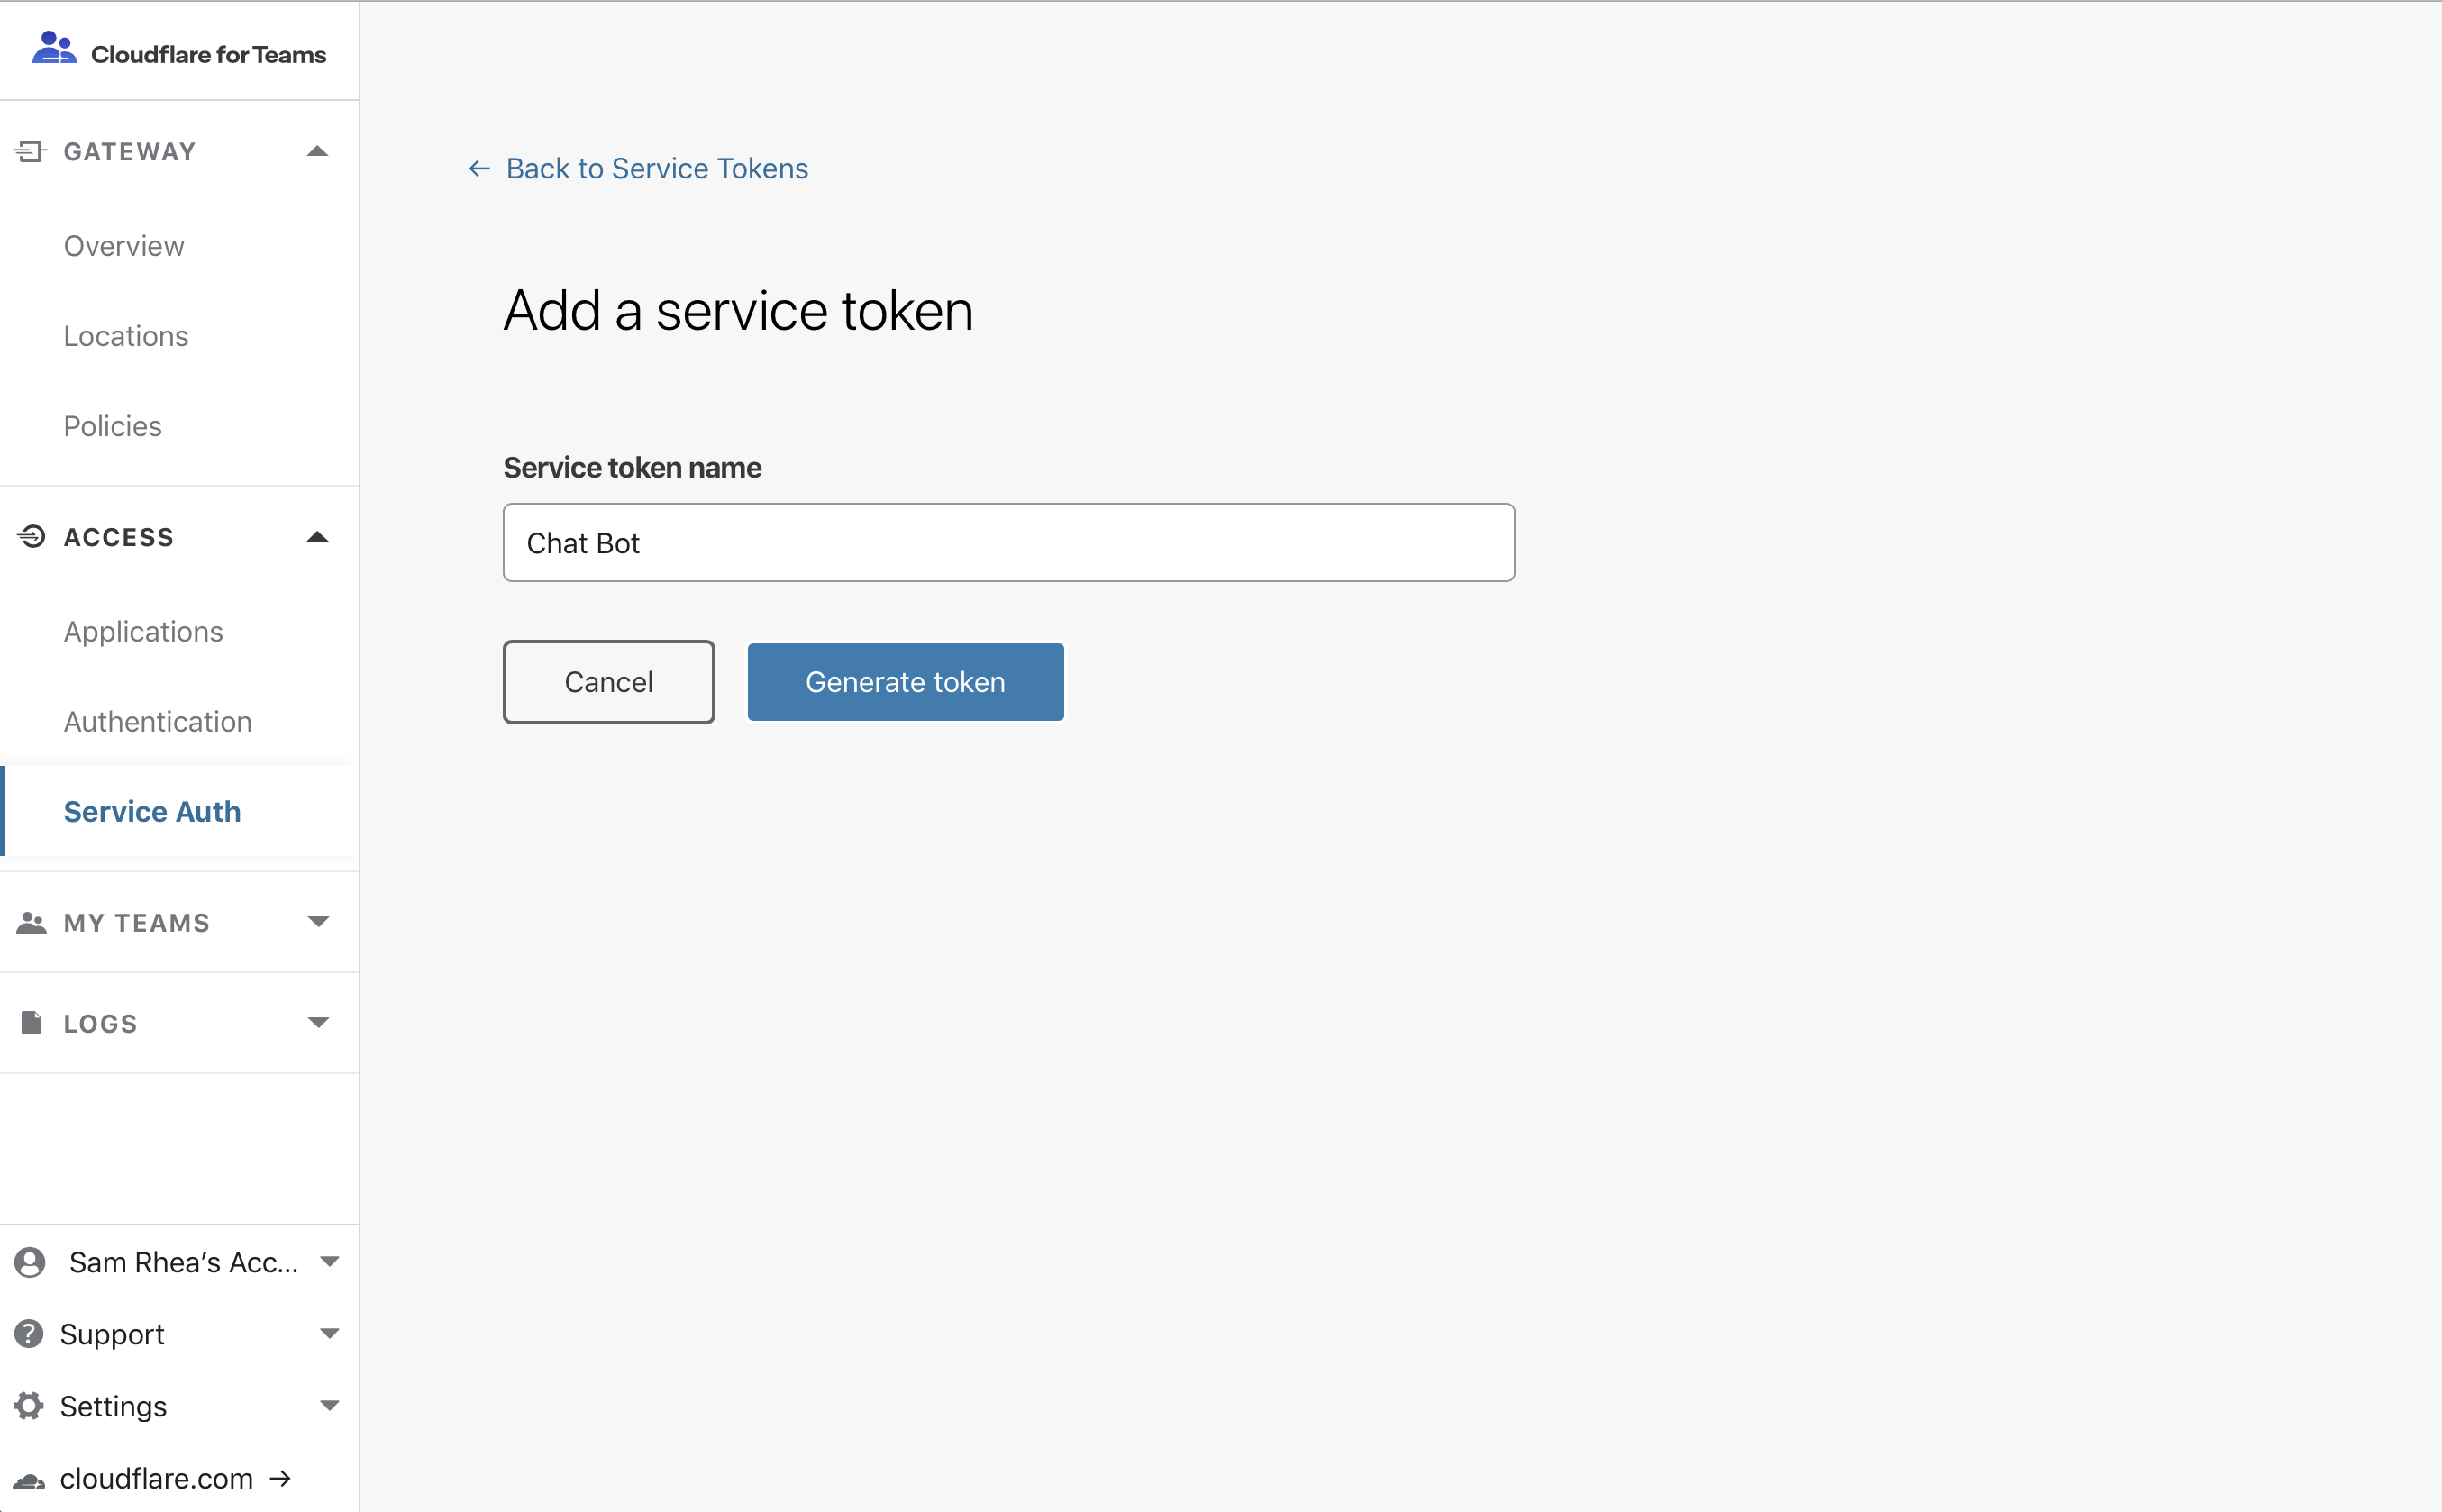 Cloudflare for Teams
GATEWAY
Overview
Locations
Policies
ACCESS
Applications
Authentication
Service Auth
MY TEAMS
LOGS
Sam Rhea’s Acc...
Support
Settings
cloudflare.com →
← Back to Service Tokens
Add a service token
Service token name
Chat Bot
Cancel
Generate token